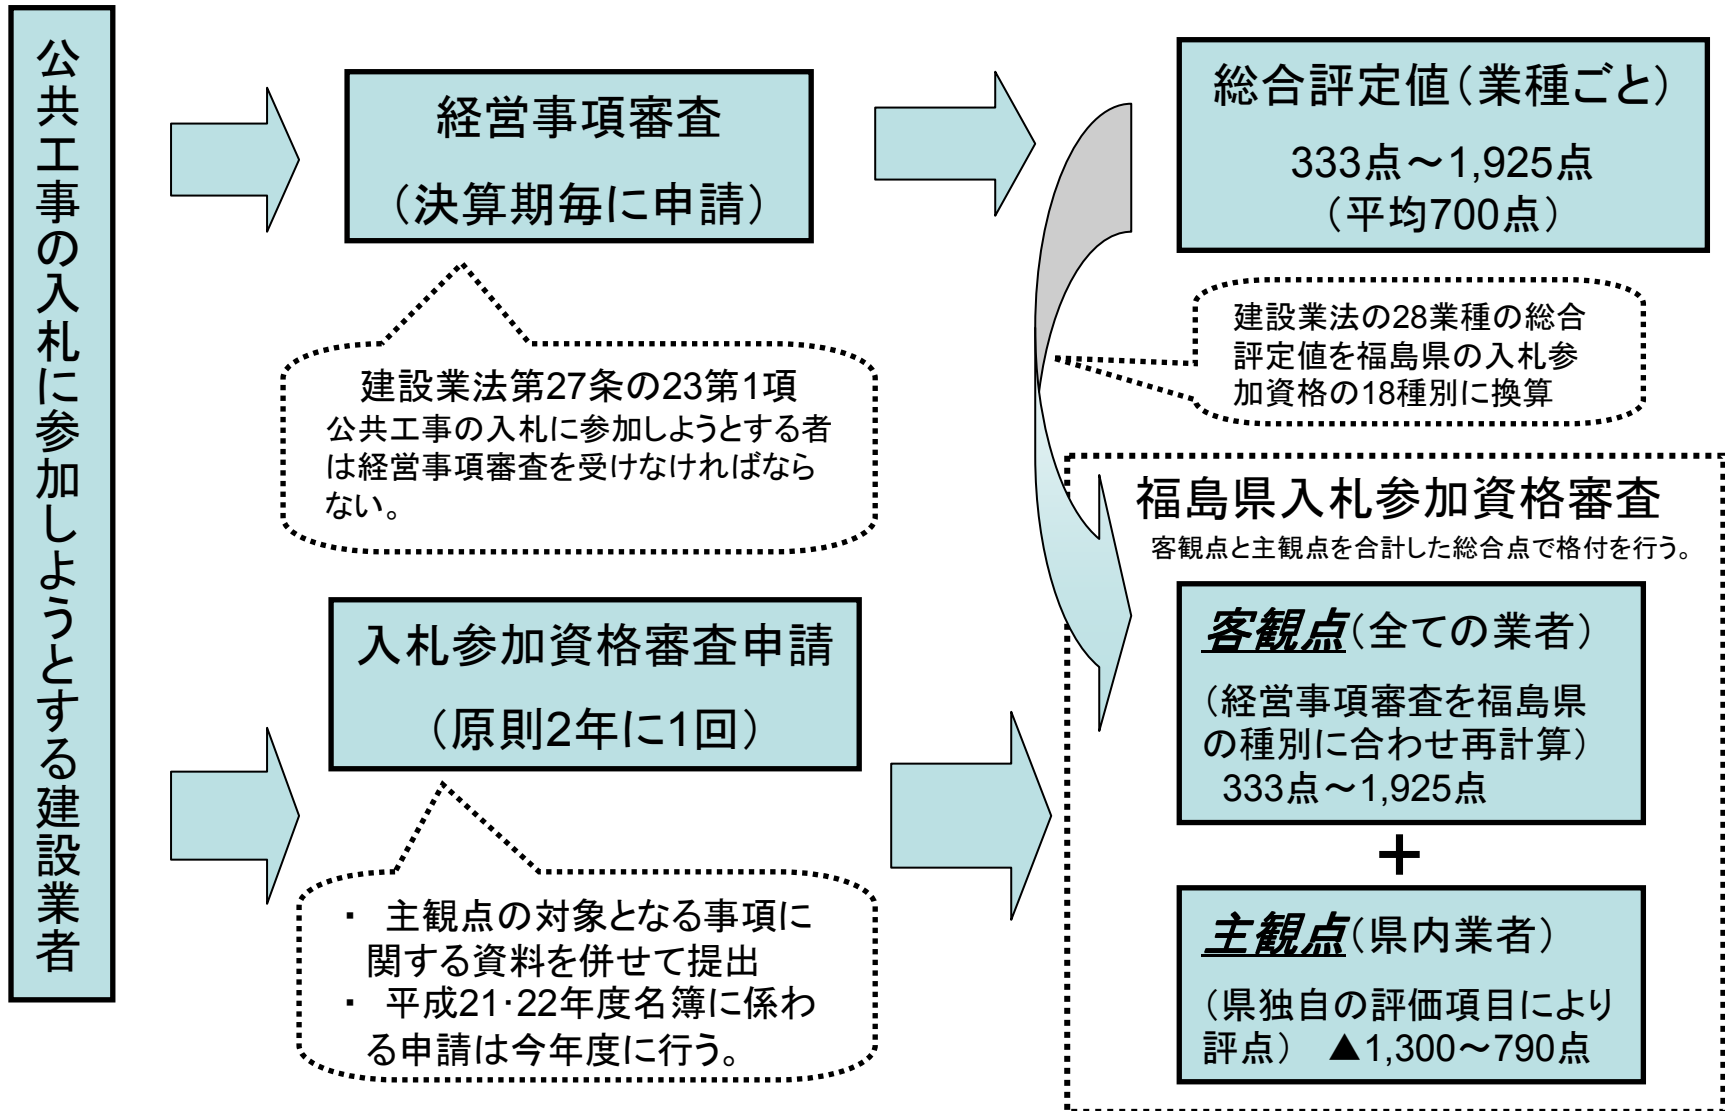 公共工事の入札に参加しようとする建設業者
経営事項審査
（決算期毎に申請）
総合評定値（業種ごと）
333点～1,925点
（平均700点）
建設業法第27条の23第1項
公共工事の入札に参加しようとする者
は経営事項審査を受けなければなら
ない。
建設業法の28業種の総合
評定値を福島県の入札参
加資格の18種別に換算
入札参加資格審査申請
（原則2年に1回）
・ 主観点の対象となる事項に
関する資料を併せて提出
・ 平成21・22年度名簿に係わ
る申請は今年度に行う。
福島県入札参加資格審査
客観点と主観点を合計した総合点で格付を行う。
客観点（全ての業者）
（経営事項審査を福島県
の種別に合わせ再計算）
333点～1,925点
＋
主観点（県内業者）
（県独自の評価項目により
評点） ▲1,300～790点